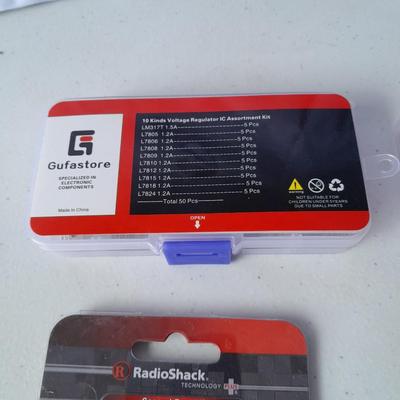 10 Kinds Voltage Regulator IC Assortment Kit
LM317T 1.5A 5 Pcs
L7805 1.2A 5 Pcs
L7806 1.2A 5 Pcs
L7808 1.2A 5 Pcs
L7809 1.2A 5 Pcs
L7810 1.2A 5 Pcs
L7812 1.2A 5 Pcs
L7815 1.2A 5 Pcs
L7818 1.2A 5 Pcs
L7824 1.2A 5 Pcs
Total 50 Pcs
Gufastore
SPECIALIZED IN
ELECTRONIC
COMPONENTS
Made In China
OPEN
warning
NOT SUITABLE FOR
CHILDREN UNDER 5YEARS
DUE TO SMALL PARTS
R RadioShack
TECHNOLOGY PLUS